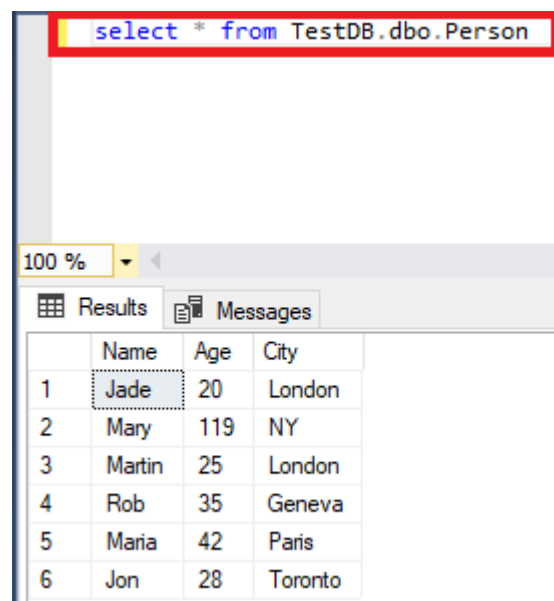 select * from TestDB.dbo.Person
100 %
Results Messages
Name Age City
1 Jade 20 London
2 Mary 119 NY
3 Martin 25 London
4 Rob 35 Geneva
5 Maria 42 Paris
6 Jon 28 Toronto